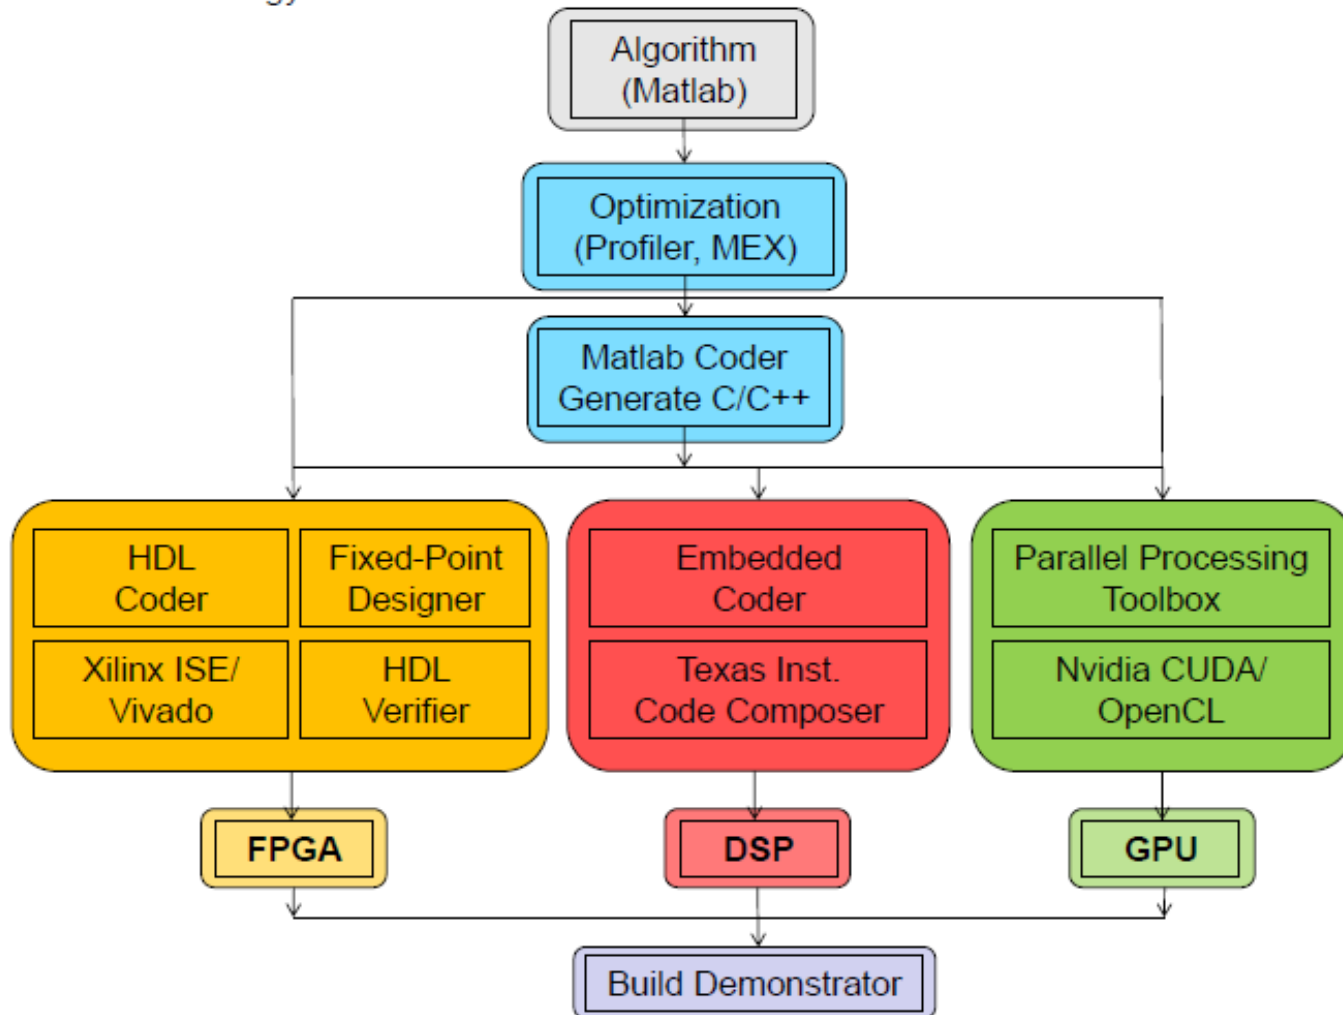 Algorithm
(Matlab)
Optimization
(Profiler, MEX)
Matlab Coder
Generate C/C++
HDL
Coder
Fixed-Point
Designer
Xilinx ISE/
Vivado
HDL
Verifier
Embedded
Coder
Texas Inst.
Code Composer
Parallel Processing
Toolbox
Nvidia CUDA/
OpenCL
FPGA
DSP
GPU
Build Demonstrator